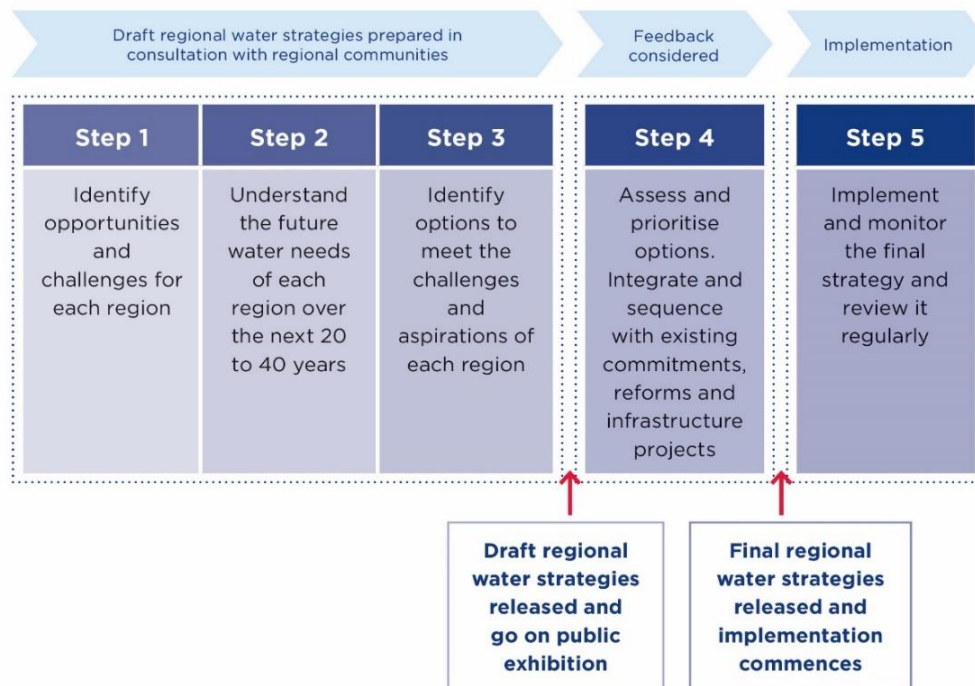 Draft regional water strategies prepared in
consultation with regional communities
Feedback
considered
Implementation
Step 1
Identify
opportunities
and
challenges for
each region
Step 2
Understand
the future
water needs
of each
region over
the next 20
to 40 years
Step 3
Identify
options to
meet the
challenges
and
aspirations of
each region
Step 4
Assess and
prioritise
options.
Integrate and
sequence
with existing
commitments,
reforms and
infrastructure
projects
Step 5
Implement
and monitor
the final
strategy and
review it
regularly
Draft regional
water strategies
released and
go on public
exhibition
Final regional
water strategies
released and
implementation
commences